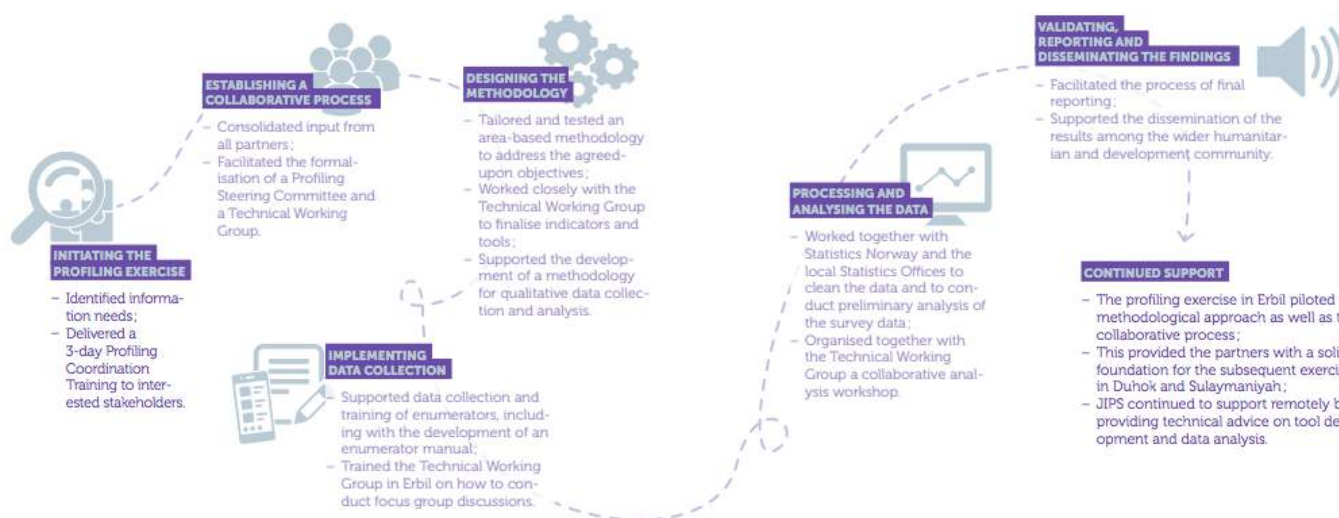 INITIATING THE
PROFILING EXERCISE
– Identified informa-
tion needs;
– Delivered a
3-day Profiling
Coordination
Training to inter-
ested stakeholders.
ESTABLISHING A
COLLABORATIVE PROCESS
– Consolidated input from
all partners;
– Facilitated the formal-
isation of a Profiling
Steering Committee and
a Technical Working
Group.
DESIGNING THE
METHODOLOGY
– Tailored and tested an
area-based methodology
to address the agreed-
upon objectives;
– Worked closely with the
Technical Working Group
to finalise indicators and
tools;
– Supported the develop-
ment of a methodology
for qualitative data collec-
tion and analysis.
IMPLEMENTING
DATA COLLECTION
– Supported data collection and
training of enumerators, includ-
ing with the development of an
enumerator manual;
– Trained the Technical Working
Group in Erbil on how to con-
duct focus group discussions.
PROCESSING AND
ANALYSING THE DATA
– Worked together with
Statistics Norway and the
local Statistics Offices to
clean the data and to con-
duct preliminary analysis of
the survey data;
– Organised together with
the Technical Working
Group a collaborative anal-
ysis workshop.
VALIDATING,
REPORTING AND
DISSEMINATING THE FINDINGS
– Facilitated the process of final
reporting;
– Supported the dissemination of the
results among the wider humanitar-
ian and development community.
CONTINUED SUPPORT
– The profiling exercise in Erbil piloted
methodological approach as well as
collaborative process;
– This provided the partners with a
foundation for the subsequent
in Duhok and Sulaymaniyah;
– JIPS continued to support remotely
providing technical advice on tool
opment and data analysis.